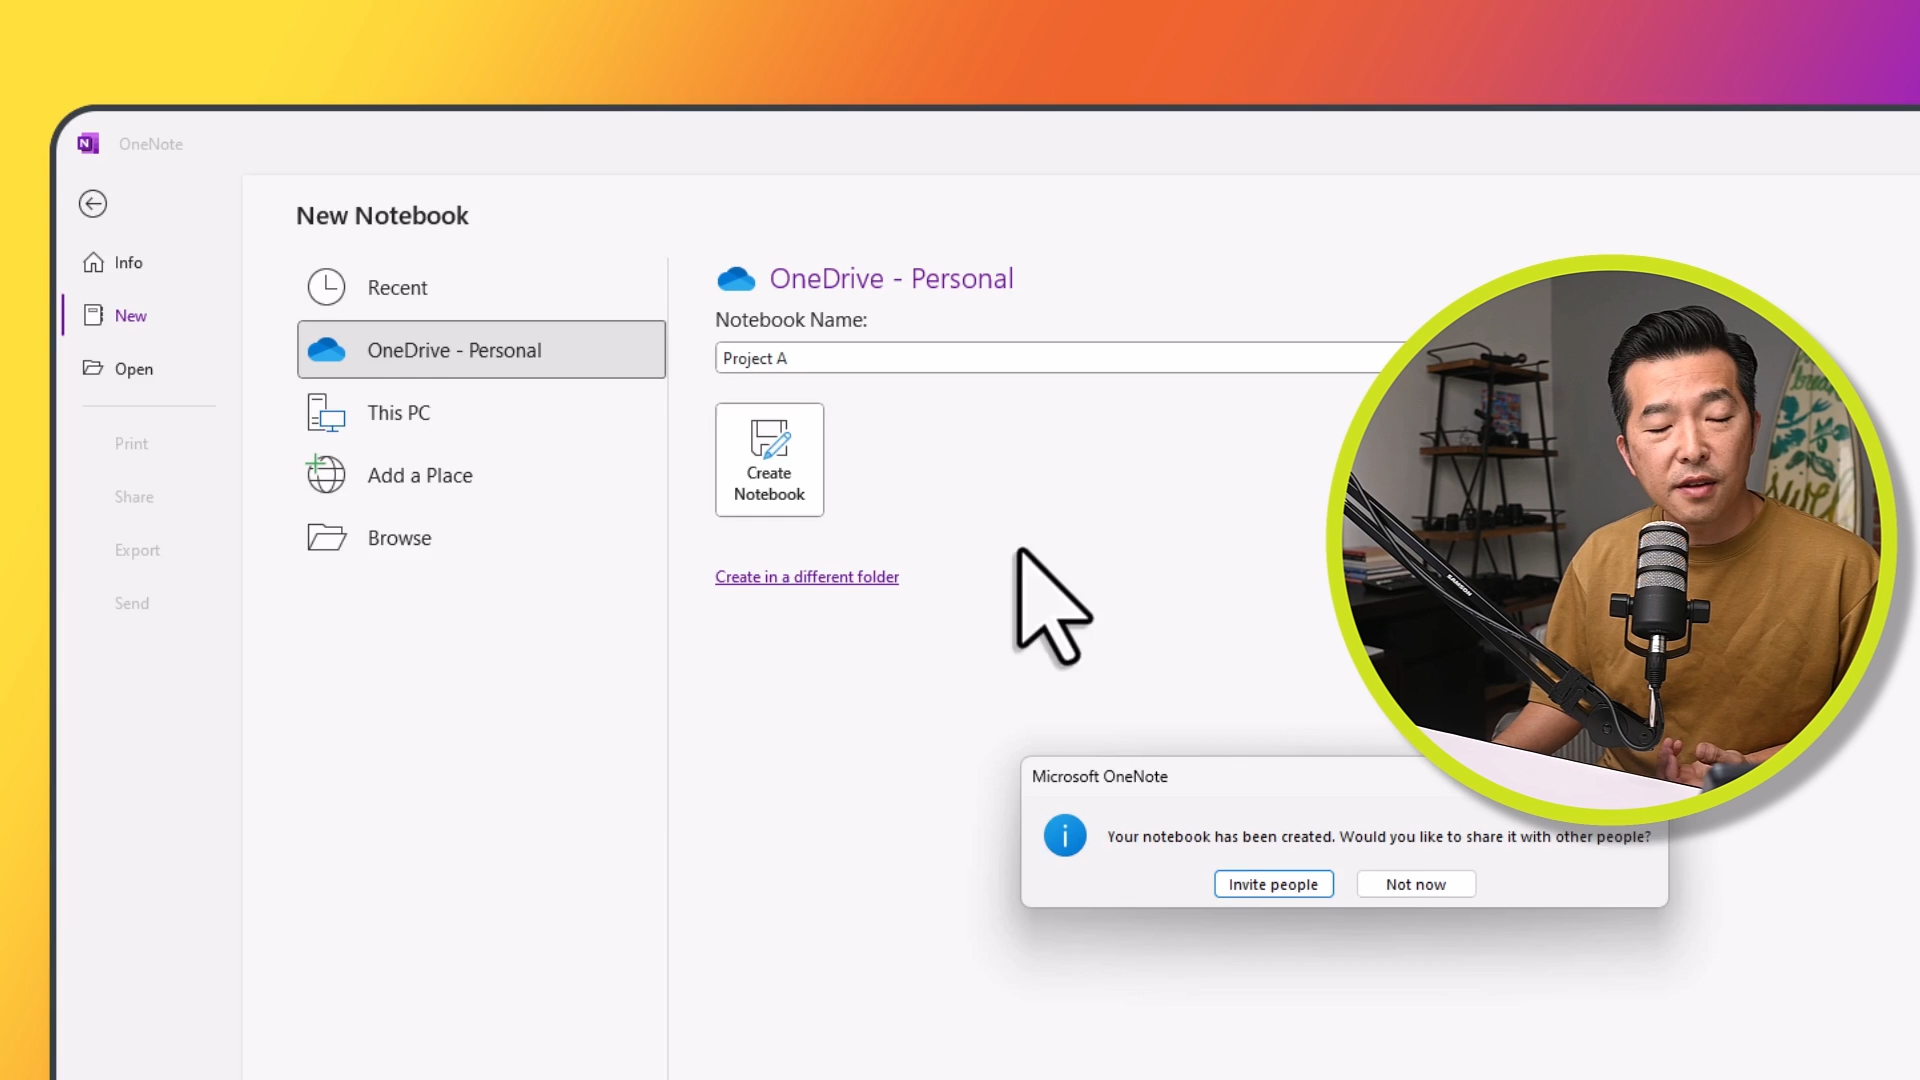 OneNote
Info
New
Open
Print
Share
Export
Send
New Notebook
Recent
OneDrive - Personal
This PC
Add a Place
Browse
OneDrive - Personal
Notebook Name:
Project A
Create
Notebook
Create in a different folder
Microsoft OneNote
Your notebook has been created. Would you like to share it with other people?
Invite people
Not now
SAMSON